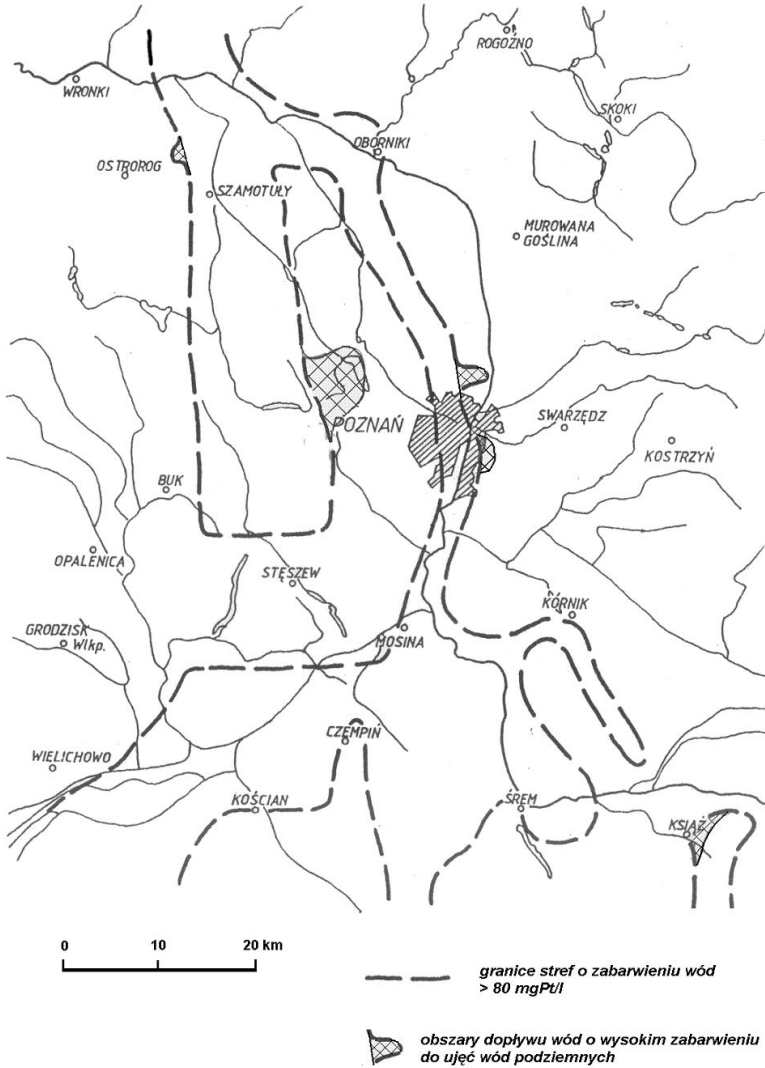 ROGOŹNO
WRONKI
SKOKI
OBORNIKI
OSTROROG
SZAMOTUŁY
MUROWANA
GOŚLINA
POZNAŃ
SWARZĘDZ
KOSTRZYŃ
BUK
OPALENICA
STĘSZEW
KÓRNIK
GRODZISK
Wlkp.
MOSINA
CZEMPIŃ
WIELICHOWO
KOŚCIAN
ŚREM
KSIĄŻ
0 10 20 km
granice stref o zabarwieniu wód
> 80 mgPt/l
obszary dopływu wód o wysokim zabarwieniu
do ujęć wód podziemnych